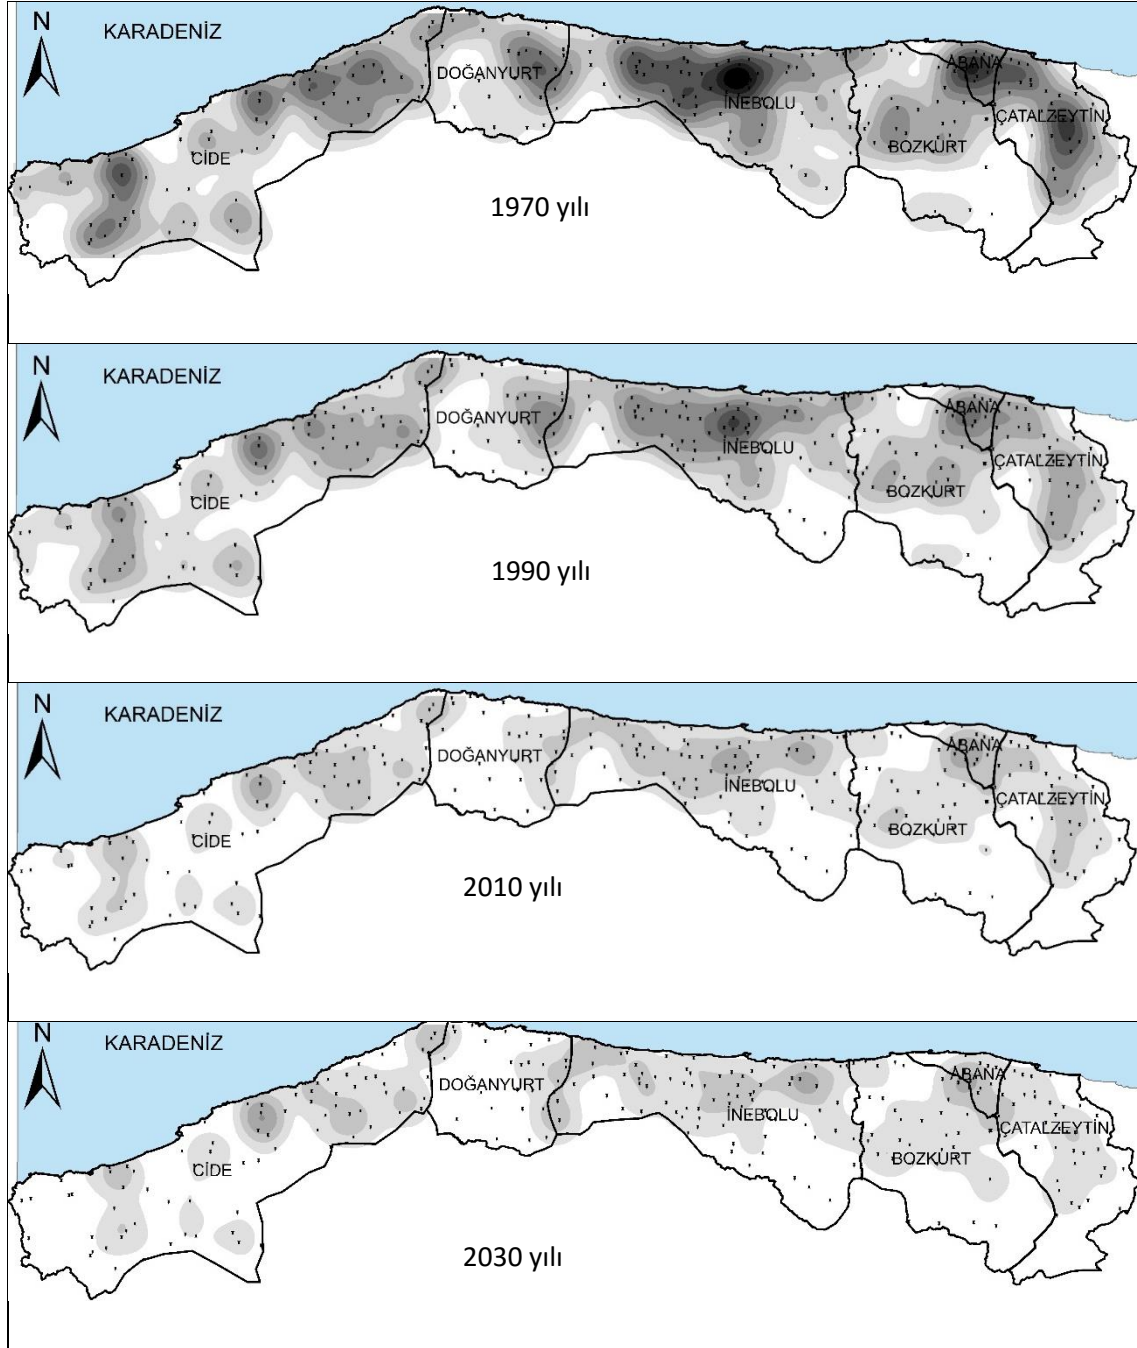 N
KARADENİZ
DOĞANYURT
ABANA
İNEBOLU
ÇATALZEYTİN
BOZKURT
CİDE
1970 yılı
N
KARADENİZ
DOĞANYURT
ABANA
İNEBOLU
ÇATALZEYTİN
BOZKURT
CİDE
1990 yılı
N
KARADENİZ
DOĞANYURT
ABANA
İNEBOLU
ÇATALZEYTİN
BOZKURT
CİDE
2010 yılı
N
KARADENİZ
DOĞANYURT
ABANA
İNEBOLU
ÇATALZEYTİN
BOZKURT
CİDE
2030 yılı